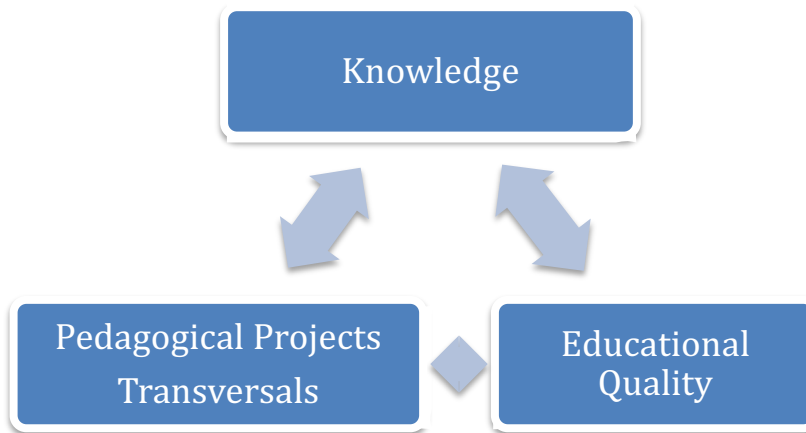 Knowledge
Pedagogical Projects
Transversals
Educational
Quality